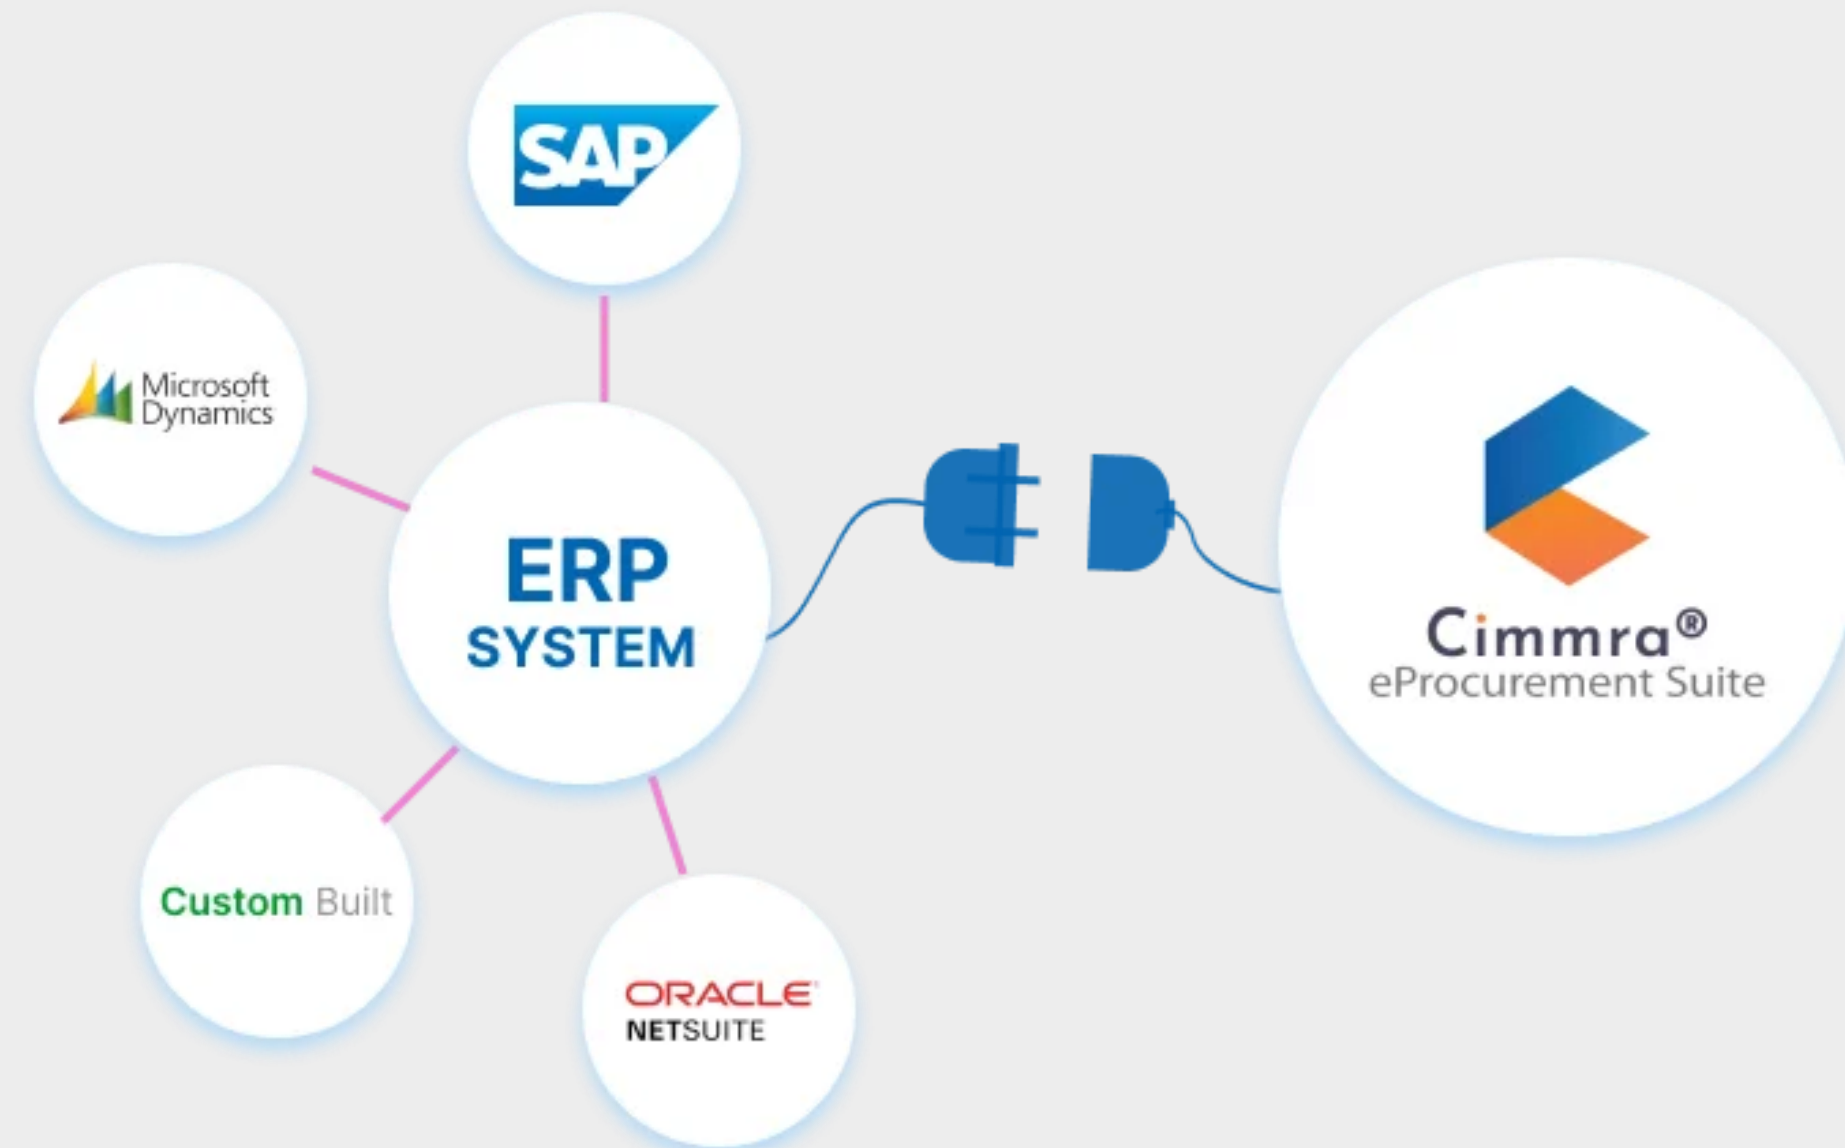 SAP
Microsoft
Dynamics
ERP
SYSTEM
Cimmra®
eProcurement Suite
Custom Built
ORACLE
NETSUITE